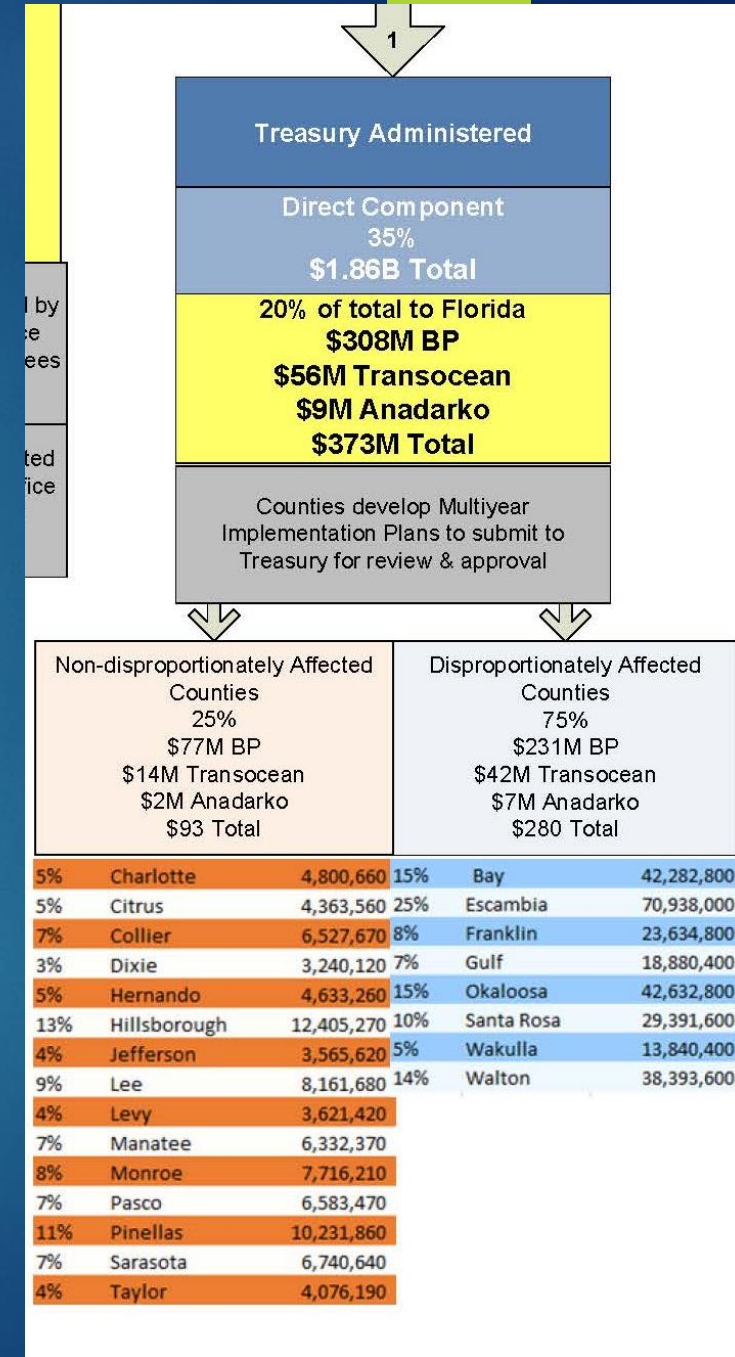 1
Treasury Administered
Direct Component
35%
$1.86B Total
20% of total to Florida
$308M BP
$56M Transocean
$9M Anadarko
$373M Total
Counties develop Multiyear
Implementation Plans to submit to
Treasury for review & approval
by
ees
Non-disproportionately Affected
Counties
25%
$77M BP
$14M Transocean
$2M Anadarko
$93 Total
Disproportionately Affected
Counties
75%
$231M BP
$42M Transocean
$7M Anadarko
$280 Total
5% Charlotte 4,800,660
5% Citrus 4,363,560
7% Collier 6,527,670
3% Dixie 3,240,120
5% Hernando 4,633,260
13% Hillsborough 12,405,270
4% Jefferson 3,565,620
9% Lee 8,161,680
4% Levy 3,621,420
7% Manatee 6,332,370
8% Monroe 7,716,210
7% Pasco 6,583,470
11% Pinellas 10,231,860
7% Sarasota 6,740,640
4% Taylor 4,076,190
15% Bay 42,282,800
25% Escambia 70,938,000
8% Franklin 23,634,800
7% Gulf 18,880,400
15% Okaloosa 42,632,800
10% Santa Rosa 29,391,600
5% Wakulla 13,840,400
14% Walton 38,393,600